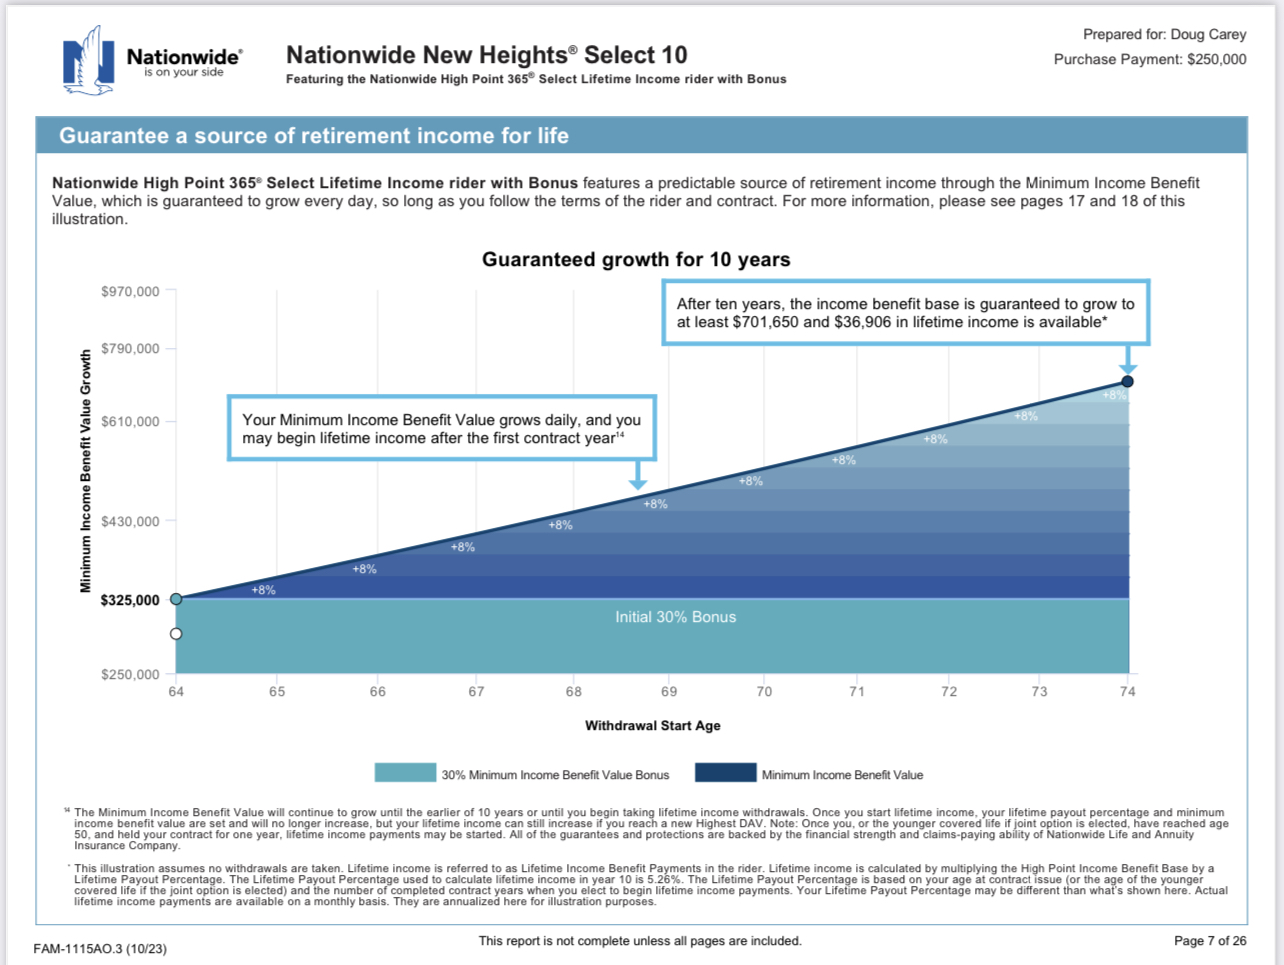 Nationwide®
is on your side
Nationwide New Heights® Select 10
Featuring the Nationwide High Point 365® Select Lifetime Income rider with Bonus
Prepared for: Doug Carey
Purchase Payment: $250,000
Guarantee a source of retirement income for life
Nationwide High Point 365® Select Lifetime Income rider with Bonus features a predictable source of retirement income through the Minimum Income Benefit
Value, which is guaranteed to grow every day, so long as you follow the terms of the rider and contract. For more information, please see pages 17 and 18 of this
illustration.
Guaranteed growth for 10 years
After ten years, the income benefit base is guaranteed to grow to
at least $701,650 and $36,906 in lifetime income is available*
Your Minimum Income Benefit Value grows daily, and you
may begin lifetime income after the first contract year¹⁴
Minimum Income Benefit Value Growth
$970,000
$790,000
$610,000
$430,000
$325,000
$250,000
+8%
+8%
+8%
+8%
+8%
+8%
+8%
+8%
+8%
+8%
Initial 30% Bonus
64 65 66 67 68 69 70 71 72 73 74
Withdrawal Start Age
30% Minimum Income Benefit Value Bonus
Minimum Income Benefit Value
¹⁴ The Minimum Income Benefit Value will continue to grow until the earlier of 10 years or until you begin taking lifetime income withdrawals. Once you start lifetime income, your lifetime payout percentage and minimum
income benefit value are set and will no longer increase, but your lifetime income can still increase if you reach a new Highest DAV. Note: Once you, or the younger covered life if joint option is elected, have reached age
50, and held your contract for one year, lifetime income payments may be started. All of the guarantees and protections are backed by the financial strength and claims-paying ability of Nationwide Life and Annuity
Insurance Company.
* This illustration assumes no withdrawals are taken. Lifetime income is referred to as Lifetime Income Benefit Payments in the rider. Lifetime income is calculated by multiplying the High Point Income Benefit Base by a
Lifetime Payout Percentage. The Lifetime Payout Percentage used to calculate lifetime income in year 10 is 5.26%. The Lifetime Payout Percentage is based on your age at contract issue (or the age of the younger
covered life if the joint option is elected) and the number of completed contract years when you elect to begin lifetime income payments. Your Lifetime Payout Percentage may be different than what's shown here. Actual
lifetime income payments are available on a monthly basis. They are annualized here for illustration purposes.
FAM-1115AO.3 (10/23)
This report is not complete unless all pages are included.
Page 7 of 26